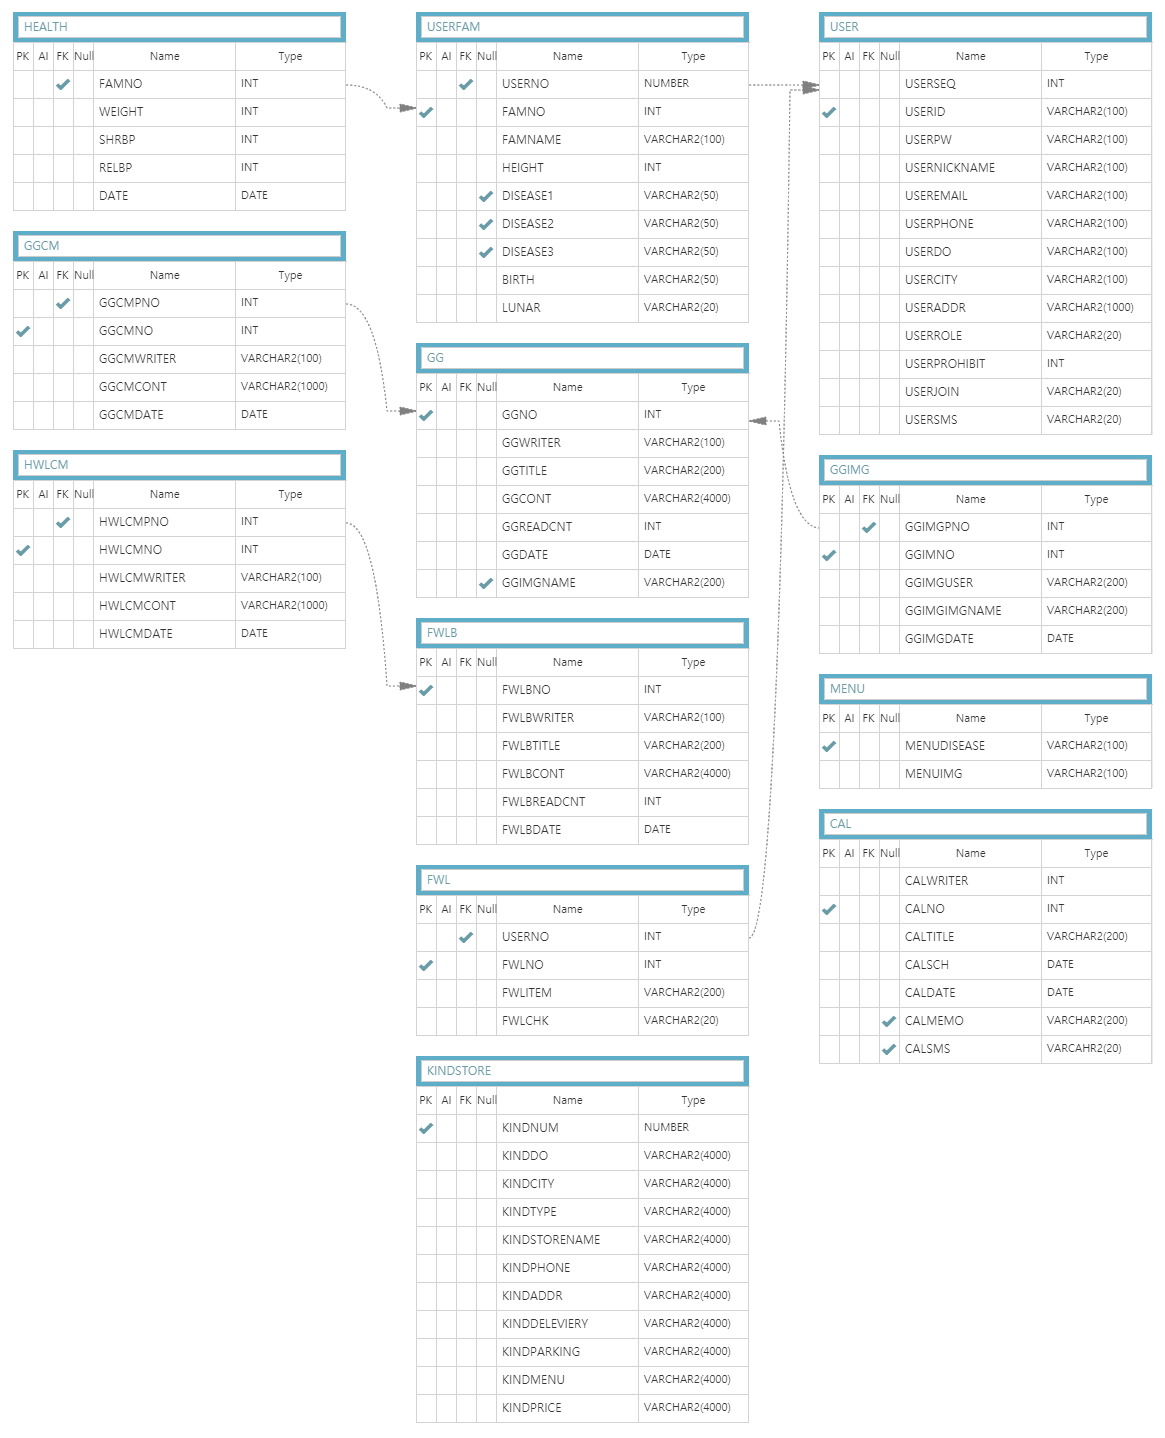 HEALTH
PK AI FK Null Name Type
FAMNO INT
WEIGHT INT
SHRBP INT
RELBP INT
DATE DATE
GGCM
PK AI FK Null Name Type
GGCMPNO INT
GGCMNO INT
GGCMWRITER VARCHAR2(100)
GGCMCONT VARCHAR2(1000)
GGCMDATE DATE
HWLCM
PK AI FK Null Name Type
HWLCMPNO INT
HWLCMNO INT
HWLCMWRITER VARCHAR2(100)
HWLCMCONT VARCHAR2(1000)
HWLCMDATE DATE
USERFAM
PK AI FK Null Name Type
USERNO NUMBER
FAMNO INT
FAMNAME VARCHAR2(100)
HEIGHT INT
DISEASE1 VARCHAR2(50)
DISEASE2 VARCHAR2(50)
DISEASE3 VARCHAR2(50)
BIRTH VARCHAR2(50)
LUNAR VARCHAR2(20)
GG
PK AI FK Null Name Type
GGNO INT
GGWRITER VARCHAR2(100)
GGTITLE VARCHAR2(200)
GGCONT VARCHAR2(4000)
GGREADCNT INT
GGDATE DATE
GGIMGNAME VARCHAR2(200)
FWLB
PK AI FK Null Name Type
FWLBNO INT
FWLBWRITER VARCHAR2(100)
FWLBTITLE VARCHAR2(200)
FWLBCONT VARCHAR2(4000)
FWLBREADCNT INT
FWLBDATE DATE
FWL
PK AI FK Null Name Type
USERNO INT
FWLNO INT
FWLITEM VARCHAR2(200)
FWLCHK VARCHAR2(20)
KINDSTORE
PK AI FK Null Name Type
KINDNUM NUMBER
KINDDO VARCHAR2(4000)
KINDCITY VARCHAR2(4000)
KINDTYPE VARCHAR2(4000)
KINDSTORENAME VARCHAR2(4000)
KINDPHONE VARCHAR2(4000)
KINDADDR VARCHAR2(4000)
KINDDELEVIERY VARCHAR2(4000)
KINDPARKING VARCHAR2(4000)
KINDMENU VARCHAR2(4000)
KINDPRICE VARCHAR2(4000)
USER
PK AI FK Null Name Type
USERSEQ INT
USERID VARCHAR2(100)
USERPW VARCHAR2(100)
USERNICKNAME VARCHAR2(100)
USEREMAIL VARCHAR2(100)
USERPHONE VARCHAR2(100)
USERDO VARCHAR2(100)
USERCITY VARCHAR2(100)
USERADDR VARCHAR2(1000)
USERROLE VARCHAR2(20)
USERPROHIBIT INT
USERJOIN VARCHAR2(20)
USERSMS VARCHAR2(20)
GGIMG
PK AI FK Null Name Type
GGIMGPNO INT
GGIMNO INT
GGIMGUSER VARCHAR2(200)
GGIMGIMGNAME VARCHAR2(200)
GGIMGDATE DATE
MENU
PK AI FK Null Name Type
MENUDISEASE VARCHAR2(100)
MENUIMG VARCHAR2(100)
CAL
PK AI FK Null Name Type
CALWRITER INT
CALNO INT
CALTITLE VARCHAR2(200)
CALSCH DATE
CALDATE DATE
CALMEMO VARCHAR2(200)
CALSMS VARCAHR2(20)